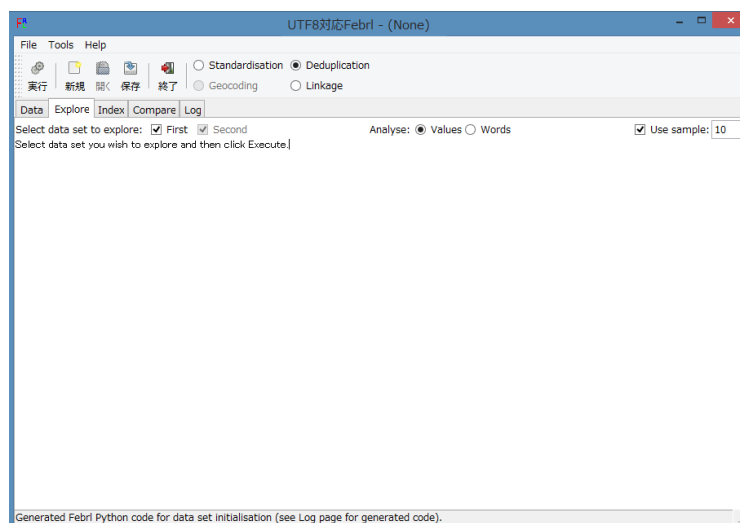 FR
UTF8対応Febrl - (None)
File Tools Help
Standardisation Deduplication
実行 新規 開く 保存 終了
Geocoding Linkage
Data Explore Index Compare Log
Select data set to explore: First Second Analyse: Values Words Use sample: 10
Select data set you wish to explore and then click Execute.
Generated Febrl Python code for data set initialisation (see Log page for generated code).